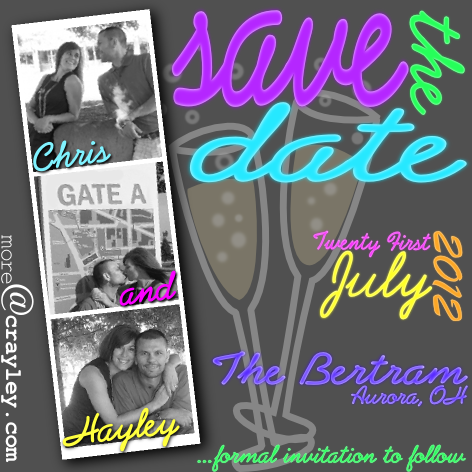 save
the
date
Chris
GATE A
and
Hayley
Twenty First
July
2012
The Bertram
Aurora, OH
...formal invitation to follow
more@crayley.com